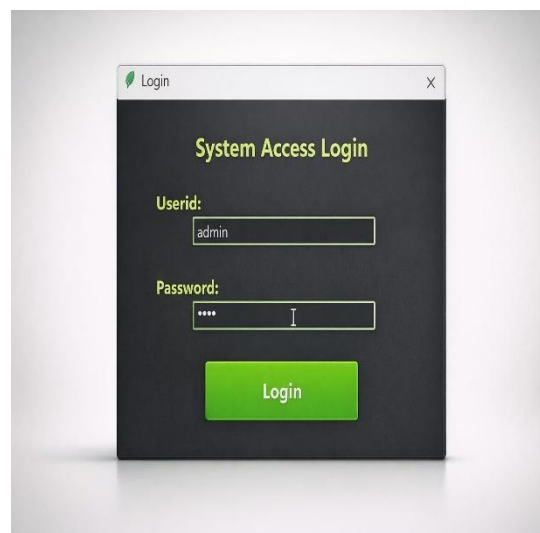 Login
System Access Login
Userid:
admin
Password:
••••
Login